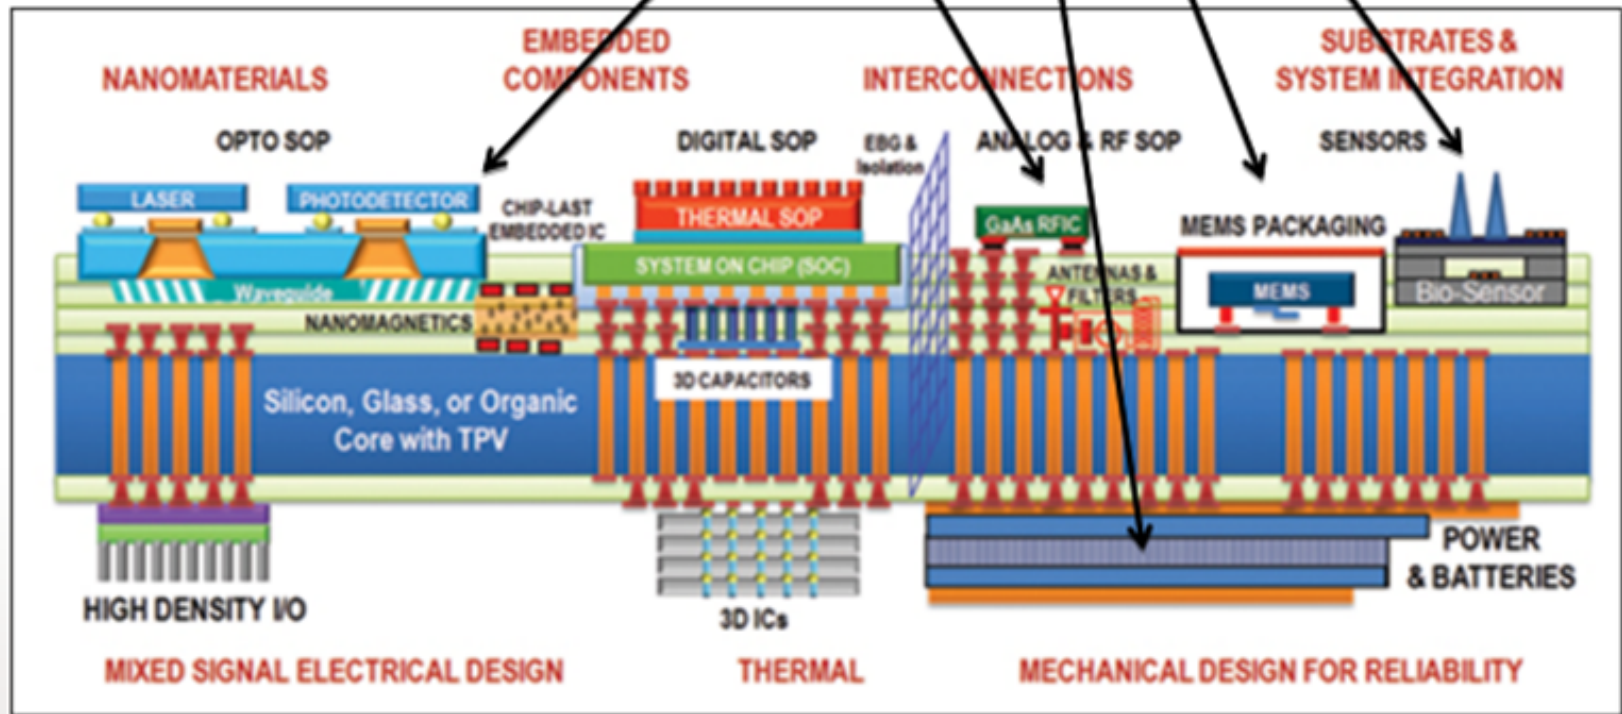 NANOMATERIALS
EMBEDDED
COMPONENTS
INTERCONNECTIONS
SUBSTRATES &
SYSTEM INTEGRATION
OPTO SOP
DIGITAL SOP
EBG &
Isolation
ANALOG & RF SOP
SENSORS
LASER
PHOTODETECTOR
CHIP-LAST
EMBEDDED IC
THERMAL SOP
GaAs RFIC
MEMS PACKAGING
SYSTEM ON CHIP (SOC)
ANTENNAS &
FILTERS
MEMS
Bio-Sensor
Waveguide
NANOMAGNETICS
3D CAPACITORS
Silicon, Glass, or Organic
Core with TPV
POWER
& BATTERIES
HIGH DENSITY I/O
3D ICs
MIXED SIGNAL ELECTRICAL DESIGN
THERMAL
MECHANICAL DESIGN FOR RELIABILITY